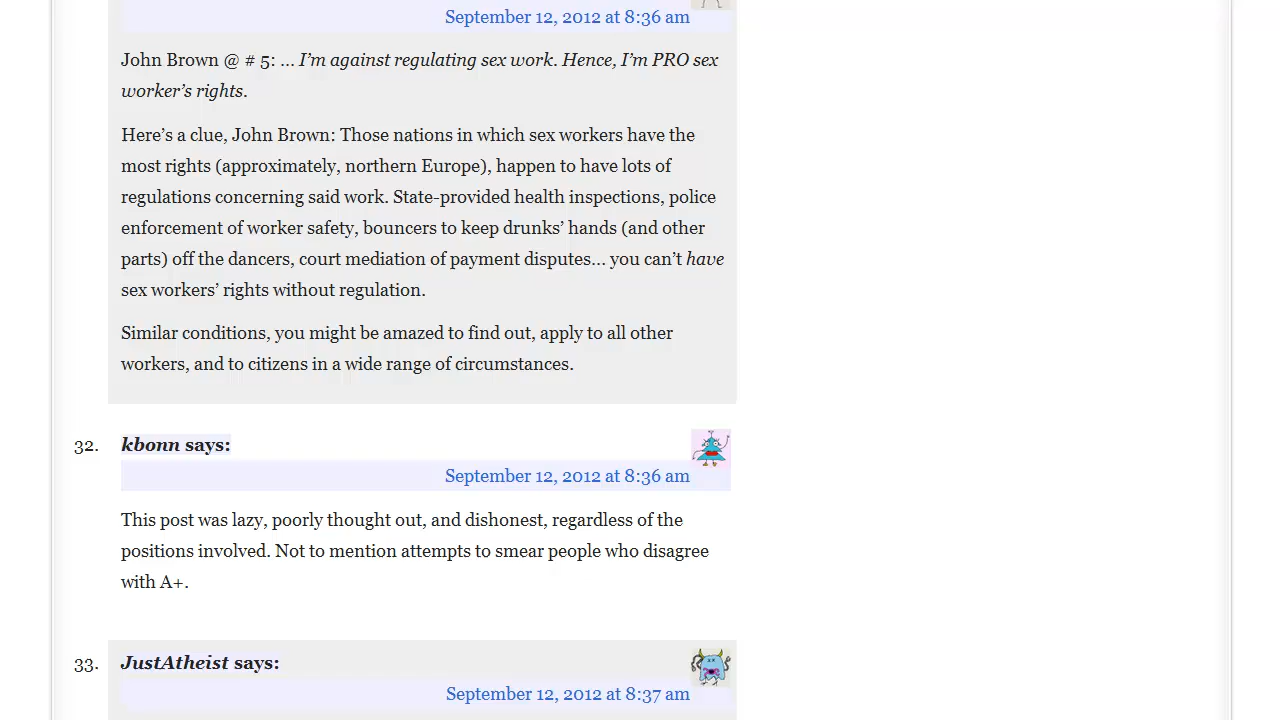 September 12, 2012 at 8:36 am
John Brown @ # 5: … I’m against regulating sex work. Hence, I’m PRO sex
worker’s rights.
Here’s a clue, John Brown: Those nations in which sex workers have the
most rights (approximately, northern Europe), happen to have lots of
regulations concerning said work. State-provided health inspections, police
enforcement of worker safety, bouncers to keep drunks’ hands (and other
parts) off the dancers, court mediation of payment disputes… you can’t have
sex workers’ rights without regulation.
Similar conditions, you might be amazed to find out, apply to all other
workers, and to citizens in a wide range of circumstances.
32. kbonn says:
September 12, 2012 at 8:36 am
This post was lazy, poorly thought out, and dishonest, regardless of the
positions involved. Not to mention attempts to smear people who disagree
with A+.
33. JustAtheist says:
September 12, 2012 at 8:37 am